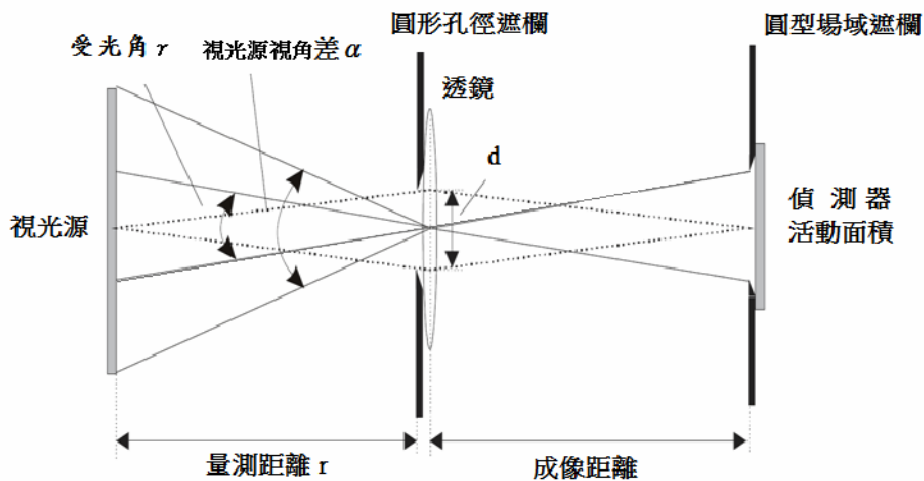 圓形孔徑遮欄
圓型場域遮欄
受光角 r
視光源視角差 α
透鏡
d
視光源
偵測器
活動面積
量測距離 r
成像距離